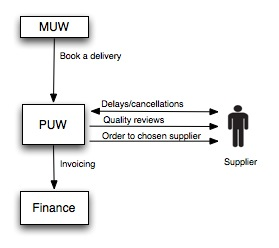 MUW
Book a delivery
PUW
Delays/cancellations
Quality reviews
Order to chosen supplier
Supplier
Invoicing
Finance